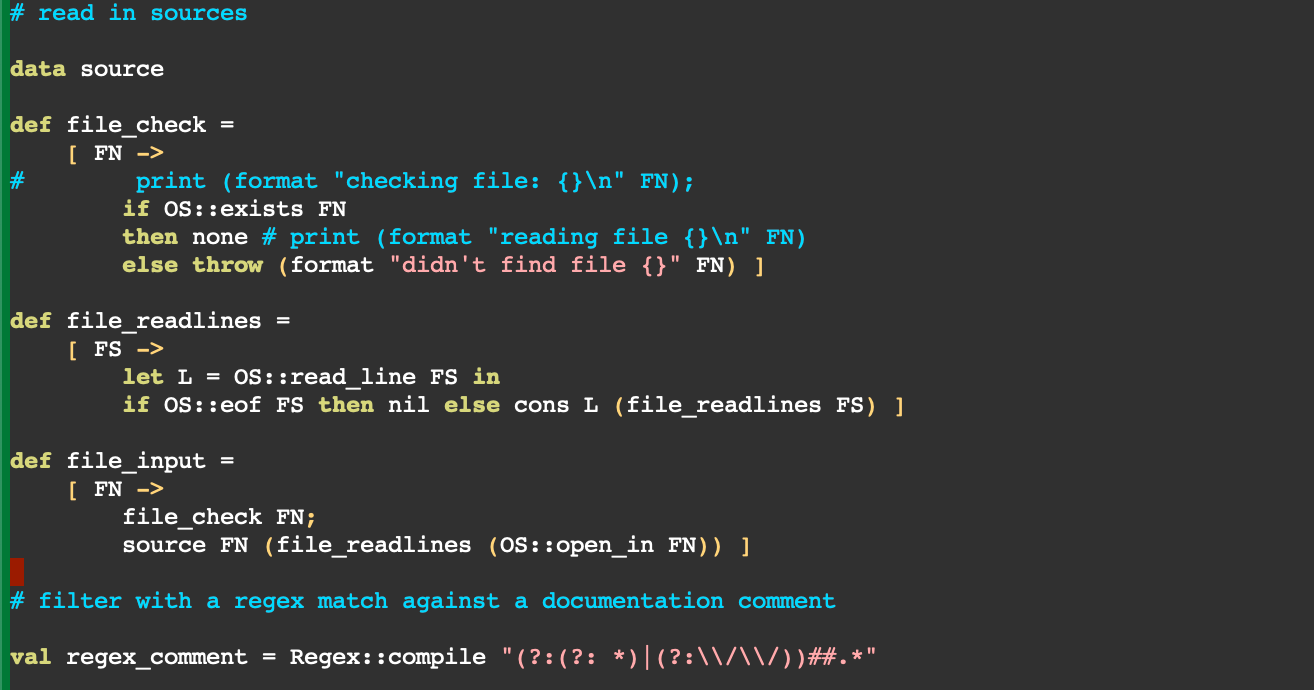 # read in sources

data source

def file_check =
    [ FN ->
#        print (format "checking file: {}\n" FN);
        if OS::exists FN
        then none # print (format "reading file {}\n" FN)
        else throw (format "didn't find file {}" FN) ]

def file_readlines =
    [ FS ->
        let L = OS::read_line FS in
        if OS::eof FS then nil else cons L (file_readlines FS) ]

def file_input =
    [ FN ->
        file_check FN;
        source FN (file_readlines (OS::open_in FN)) ]

# filter with a regex match against a documentation comment

val regex_comment = Regex::compile "(?:(?: *)|(?:\\/\\/))##.*"